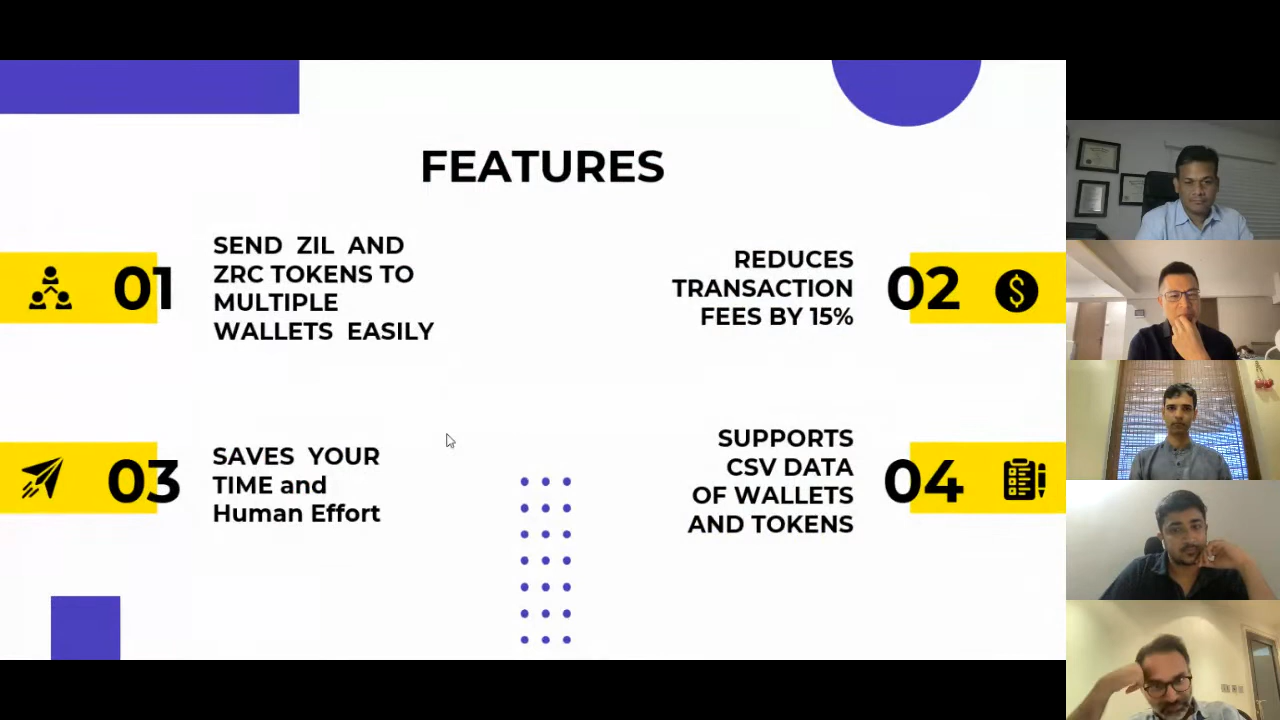 FEATURES
01
SEND ZIL AND
ZRC TOKENS TO
MULTIPLE
WALLETS EASILY
REDUCES
TRANSACTION
FEES BY 15%
02
$
03
SAVES YOUR
TIME and
Human Effort
SUPPORTS
CSV DATA
OF WALLETS
AND TOKENS
04